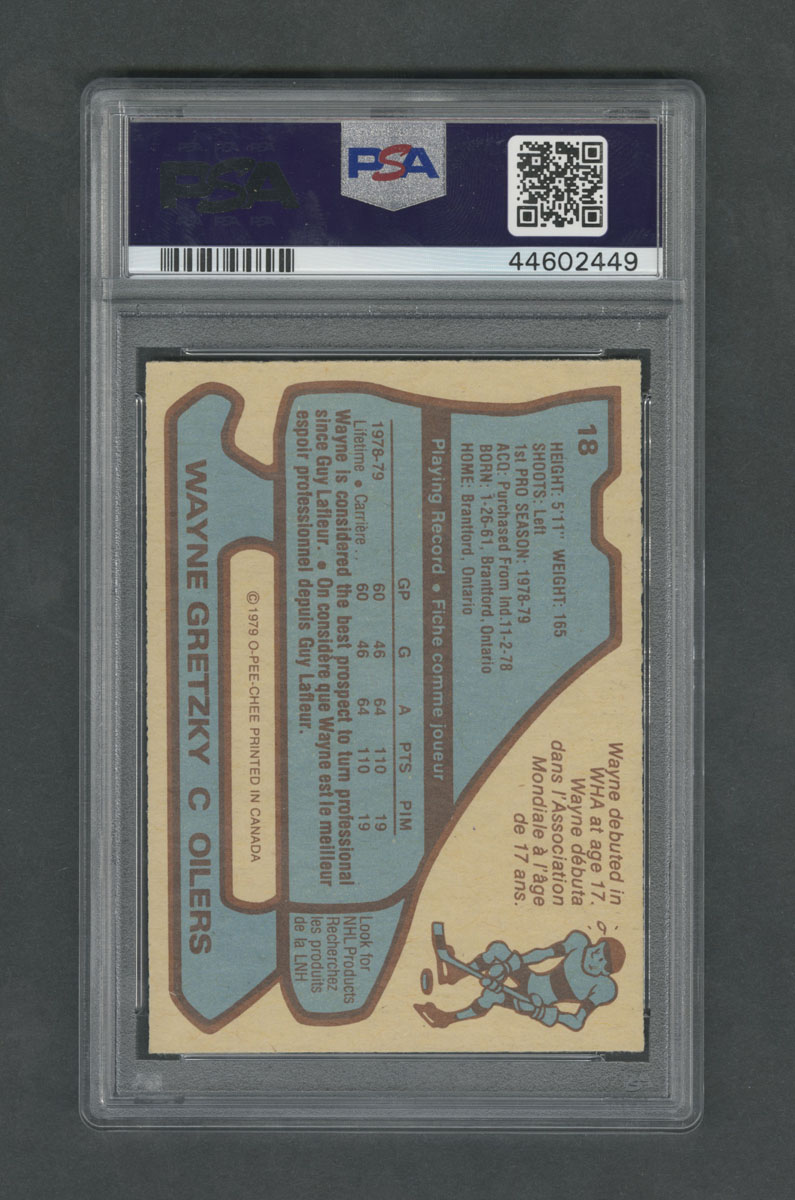 PSA
PSA
44602449
18
HEIGHT: 5'11" WEIGHT: 165
SHOOTS: Left
1st PRO SEASON: 1978-79
ACQ: Purchased From Ind. 11-2-78
BORN: 1-26-61, Brantford, Ontario
HOME: Brantford, Ontario
Wayne debuted in
WHA at age 17.
Wayne débuta
dans l'Association
Mondiale à l'âge
de 17 ans.
Playing Record • Fiche comme joueur
GP G A PTS PIM
1978-79 60 46 64 110 19
Lifetime • Carrière .. 60 46 64 110 19
Wayne is considered the best prospect to turn professional
since Guy Lafleur. • On considère que Wayne est le meilleur
espoir professionnel depuis Guy Lafleur.
Look for
NHL Products
Recherchez
les produits
de la LNH
©1979 O-PEE-CHEE PRINTED IN CANADA
WAYNE GRETZKY C OILERS